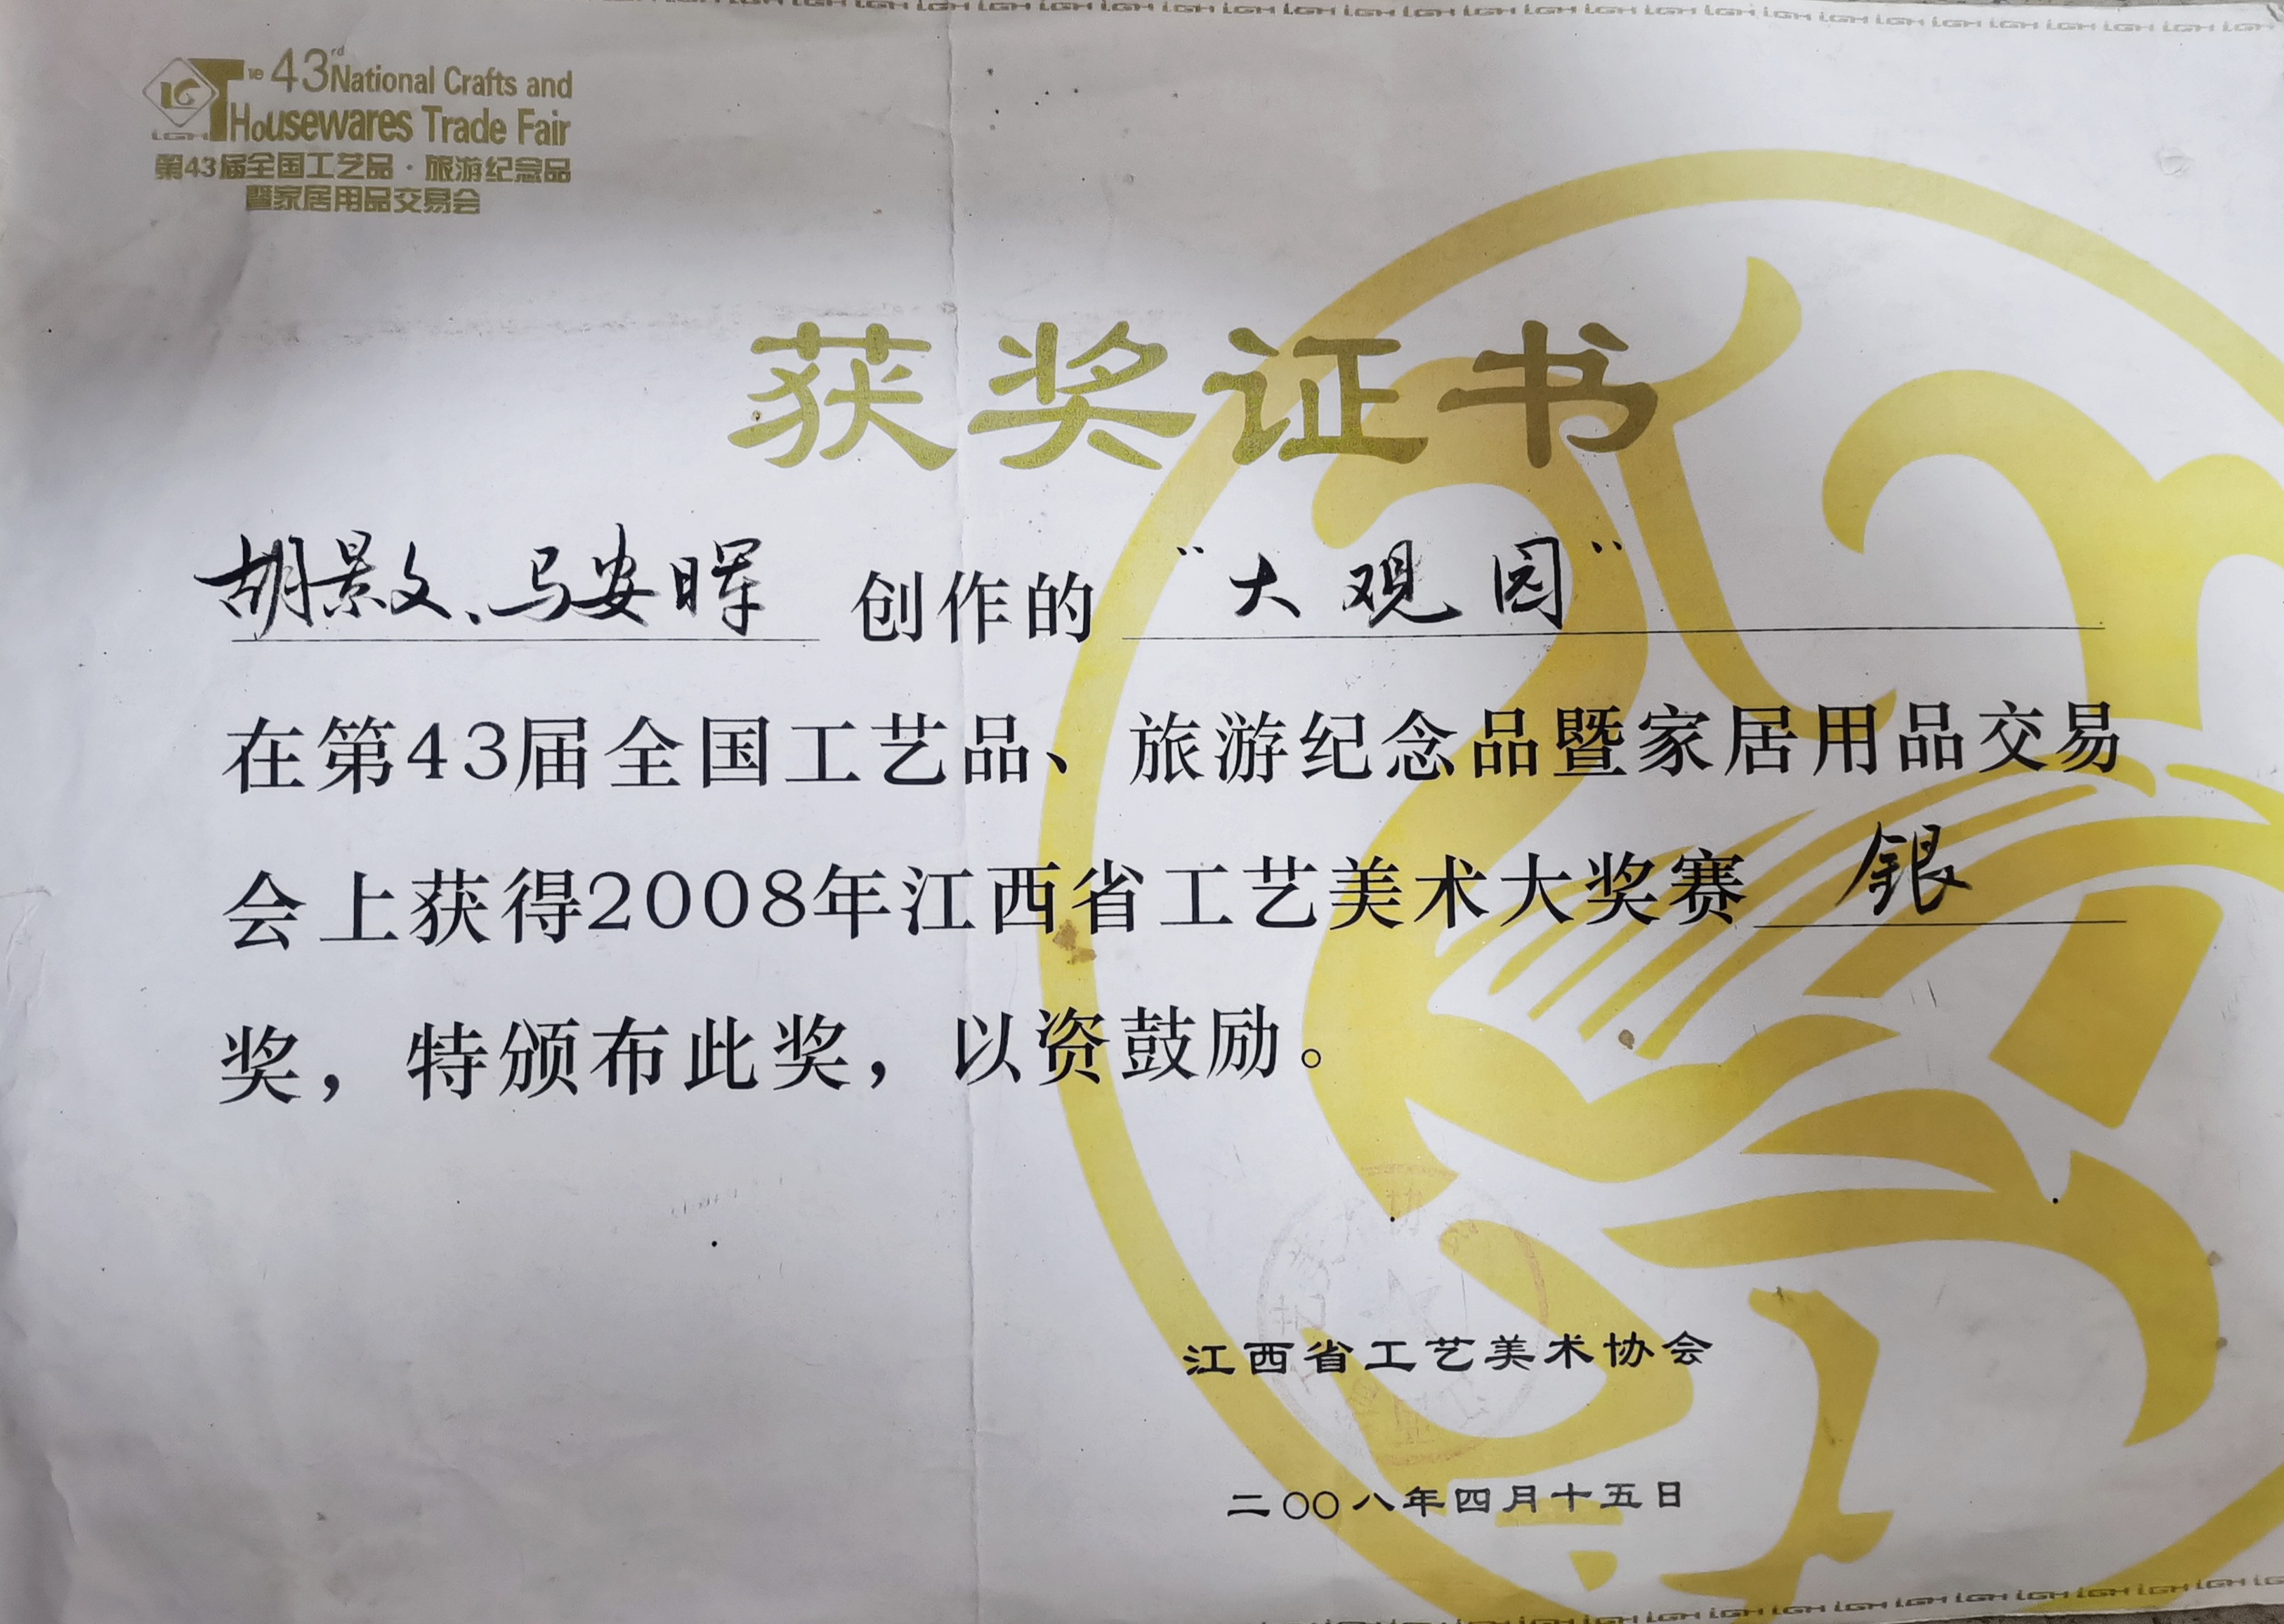 The 43rd National Crafts and
Housewares Trade Fair
LGH
第43届全国工艺品·旅游纪念品
暨家居用品交易会
获奖证书
胡景文、马安晖 创作的 “大观园”
在第43届全国工艺品、旅游纪念品暨家居用品交易
会上获得2008年江西省工艺美术大奖赛 银
奖，特颁布此奖，以资鼓励。
江西省工艺美术协会
二〇〇八年四月十五日